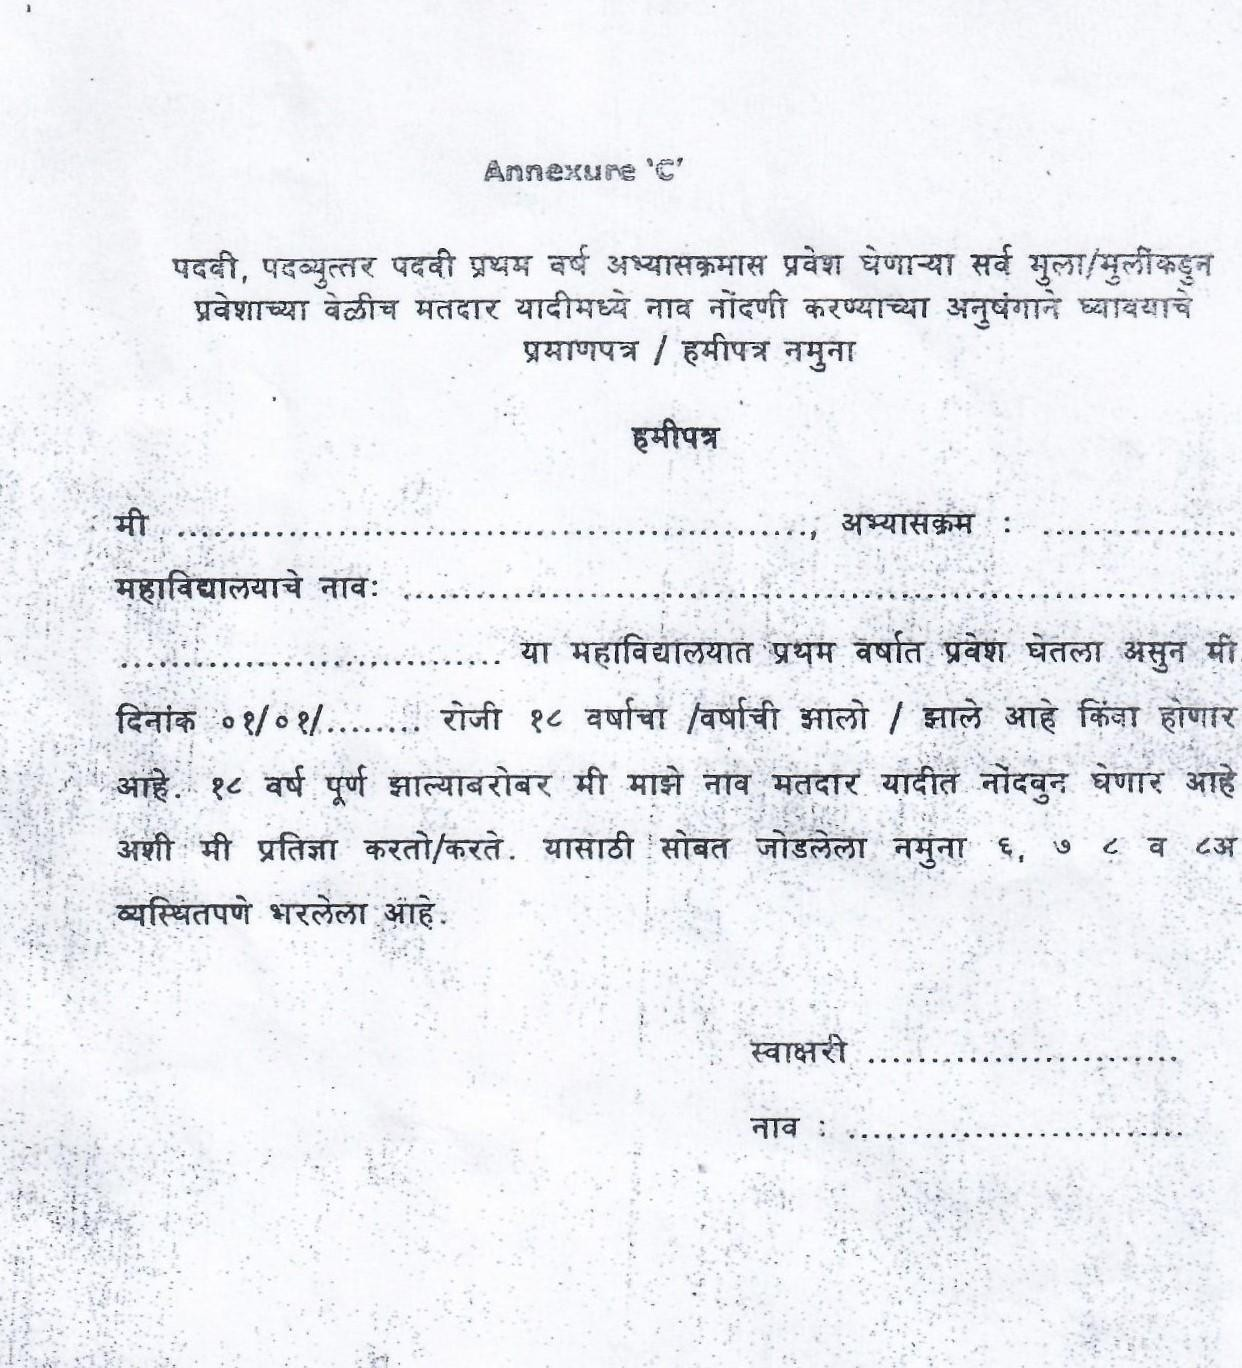 Annexure 'C'
पदवी, पदव्युत्तर पदवी प्रथम वर्ष अभ्यासक्रमास प्रवेश घेणाऱ्या सर्व मुला/मुलींकडुन
प्रवेशाच्या वेळीच मतदार यादीमध्ये नाव नोंदणी करण्याच्या अनुषंगाने घ्यावयाचे
प्रमाणपत्र / हमीपत्र नमुना
हमीपत्र
मी ................................................, अभ्यासक्रम : ................
महाविद्यालयाचे नाव: ..................................................................
.............................. या महाविद्यालयात प्रथम वर्षात प्रवेश घेतला असुन मी
दिनांक ०१/०१/........ रोजी १८ वर्षाचा /वर्षाची झालो / झाले आहे किंवा होणार
आहे. १८ वर्ष पूर्ण झाल्याबरोबर मी माझे नाव मतदार यादीत नोंदवुन घेणार आहे
अशी मी प्रतिज्ञा करतो/करते. यासाठी सोबत जोडलेला नमुना ६, ७ ८ व ८अ
व्यस्थितपणे भरलेला आहे.
स्वाक्षरी .........................
नाव : ...........................